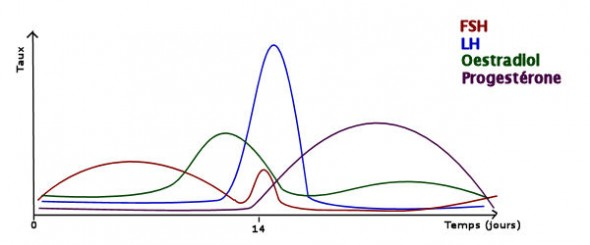 FSH
LH
Oestradiol
Progestérone
Taux
0
14
Temps (jours)